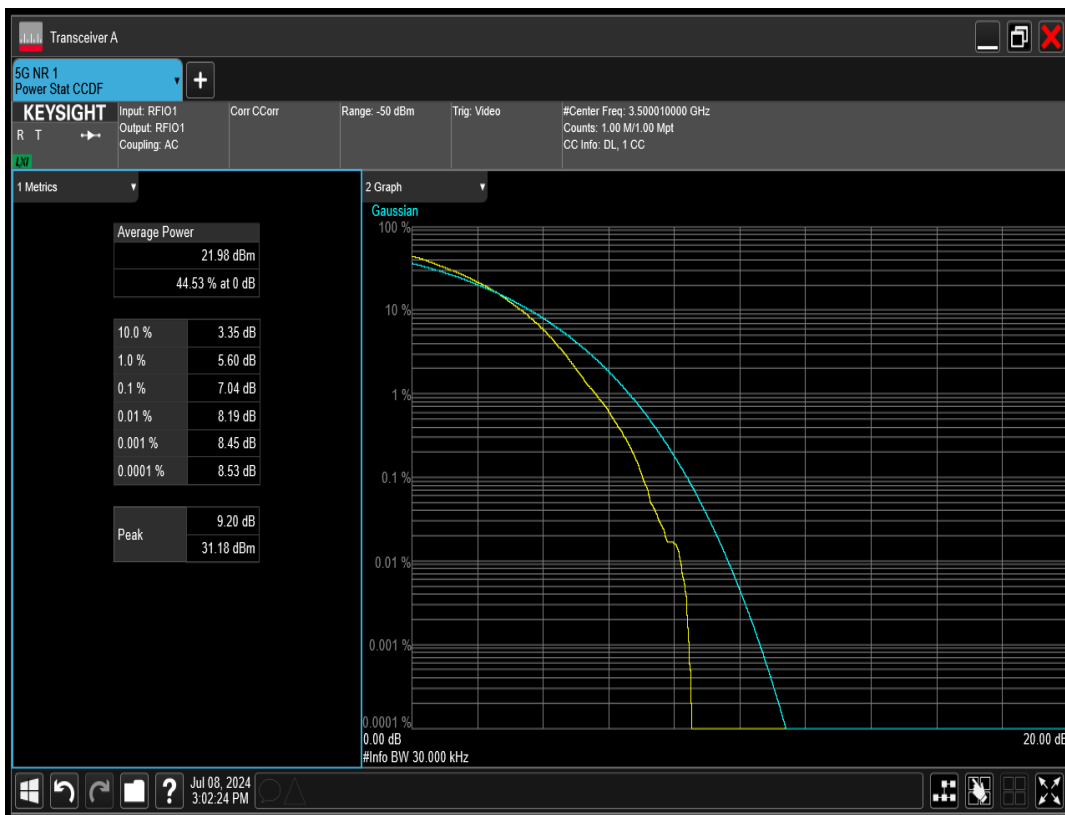 Transceiver A
5G NR 1
Power Stat CCDF
+
KEYSIGHT
R T
LXI
Input: RFIO1
Output: RFIO1
Coupling: AC
Corr CCorr
Range: -50 dBm
Trig: Video
#Center Freq: 3.500010000 GHz
Counts: 1.00 M/1.00 Mpt
CC Info: DL, 1 CC
1 Metrics
Average Power
21.98 dBm
44.53 % at 0 dB
10.0 % 3.35 dB
1.0 % 5.60 dB
0.1 % 7.04 dB
0.01 % 8.19 dB
0.001 % 8.45 dB
0.0001 % 8.53 dB
Peak 9.20 dB
31.18 dBm
2 Graph
Gaussian
100 %
10 %
1 %
0.1 %
0.01 %
0.001 %
0.0001 %
0.00 dB 20.00 dB
#Info BW 30.000 kHz
?
Jul 08, 2024
3:02:24 PM